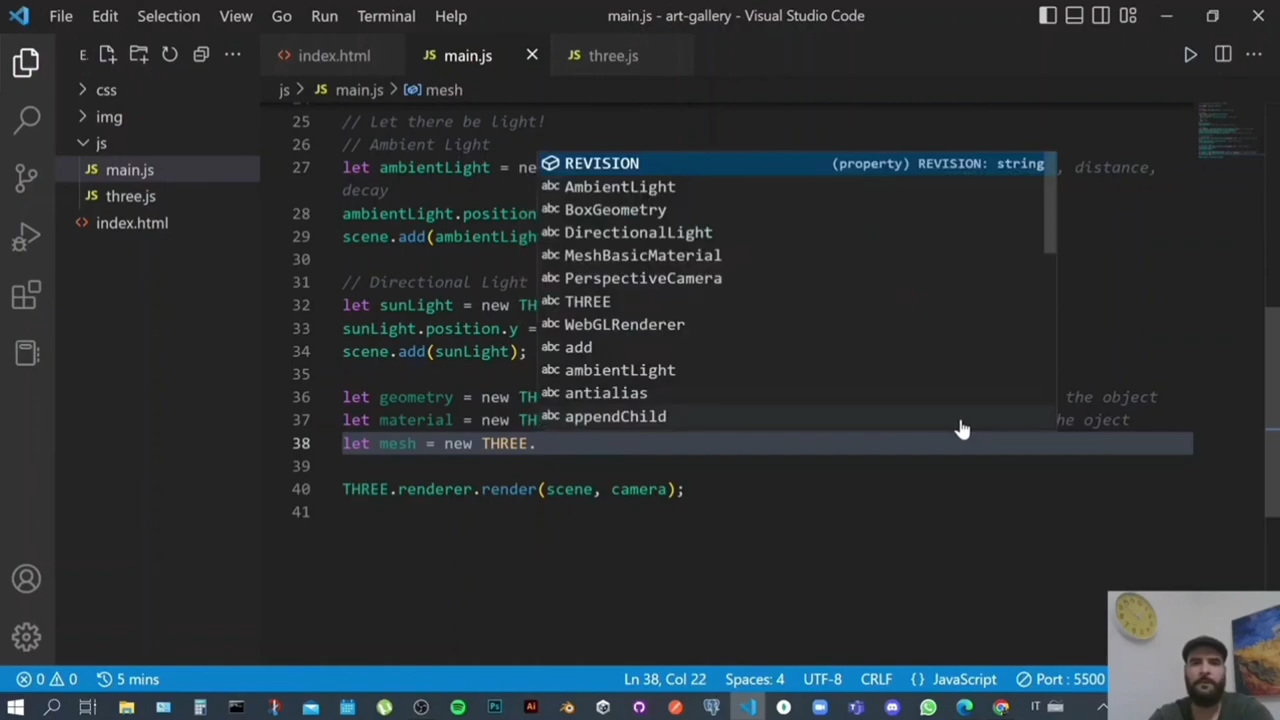 File Edit Selection View Go Run Terminal Help main.js - art-gallery - Visual Studio Code
E. index.html JS main.js JS three.js
js > JS main.js > mesh
css
img
js
JS main.js
JS three.js
index.html
25 // Let there be light!
26 // Ambient Light
27 let ambientLight = ne , distance,
decay
28 ambientLight.position
29 scene.add(ambientLigh
30
31 // Directional Light
32 let sunLight = new TH
33 sunLight.position.y =
34 scene.add(sunLight);
35
36 let geometry = new TH the object
37 let material = new TH he oject
38 let mesh = new THREE.
39
40 THREE.renderer.render(scene, camera);
41
REVISION (property) REVISION: string
abc AmbientLight
abc BoxGeometry
abc DirectionalLight
abc MeshBasicMaterial
abc PerspectiveCamera
abc THREE
abc WebGLRenderer
abc add
abc ambientLight
abc antialias
abc appendChild
0 0 5 mins Ln 38, Col 22 Spaces: 4 UTF-8 CRLF {} JavaScript Port : 5500
Ps Ai IT